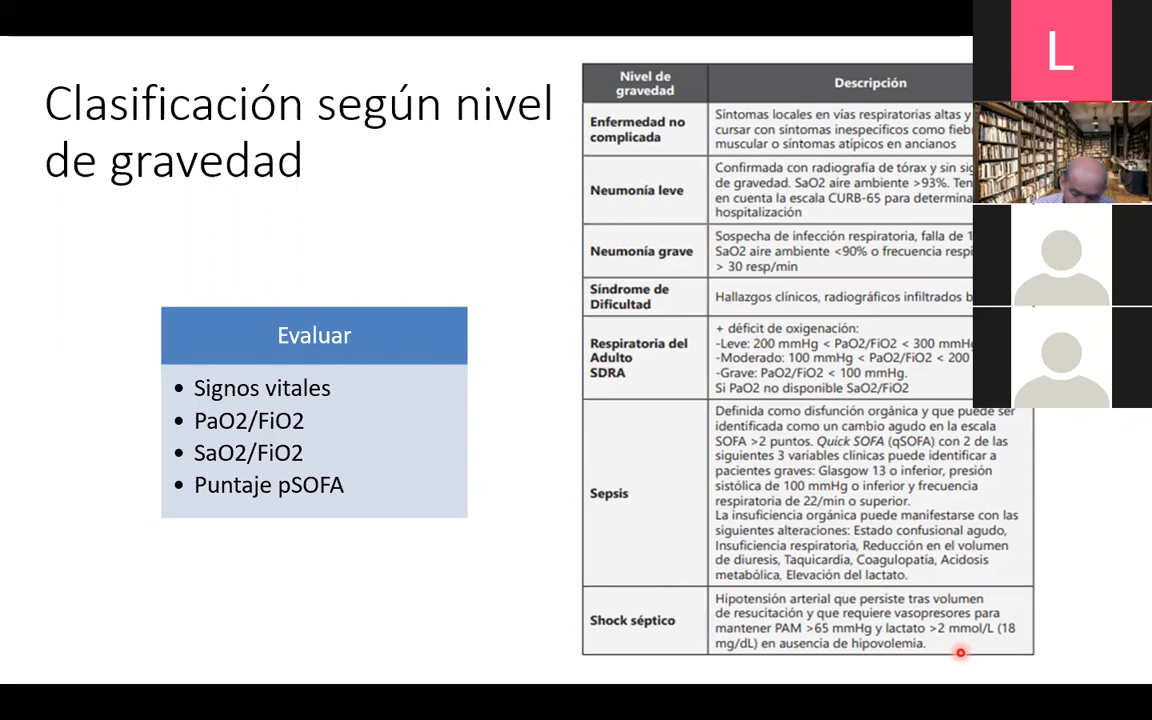 Clasificación según nivel
de gravedad
Evaluar
• Signos vitales
• PaO2/FiO2
• SaO2/FiO2
• Puntaje pSOFA
Nivel de
gravedad
Descripción
Enfermedad no
complicada
Síntomas locales en vías respiratorias altas y
cursar con síntomas inespecíficos como
muscular o síntomas atípicos en ancianos
Neumonía leve
Confirmada con radiografía de tórax y sin
de gravedad. SaO2 aire ambiente >93%.
en cuenta la escala CURB-65 para
hospitalización
Neumonía grave
Sospecha de infección respiratoria, falla de 1
SaO2 aire ambiente <90% o frecuencia
> 30 resp/min
Síndrome de
Dificultad
Hallazgos clínicos, radiográficos infiltrados
Respiratoria del
Adulto
SDRA
+ déficit de oxigenación:
-Leve: 200 mmHg < PaO2/FiO2 < 300
-Moderado: 100 mmHg < PaO2/FiO2 < 200
-Grave: PaO2/FiO2 < 100 mmHg.
Si PaO2 no disponible SaO2/FiO2
Sepsis
Definida como disfunción orgánica y que puede ser
identificada como un cambio agudo en la escala
SOFA >2 puntos. Quick SOFA (qSOFA) con 2 de las
siguientes 3 variables clínicas puede identificar a
pacientes graves: Glasgow 13 o inferior, presión
sistólica de 100 mmHg o inferior y frecuencia
respiratoria de 22/min o superior.
La insuficiencia orgánica puede manifestarse con las
siguientes alteraciones: Estado confusional agudo,
Insuficiencia respiratoria, Reducción en el volumen
de diuresis, Taquicardia, Coagulopatía, Acidosis
metabólica, Elevación del lactato.
Shock séptico
Hipotensión arterial que persiste tras volumen
de resucitación y que requiere vasopresores para
mantener PAM >65 mmHg y lactato >2 mmol/L (18
mg/dL) en ausencia de hipovolemia.
L